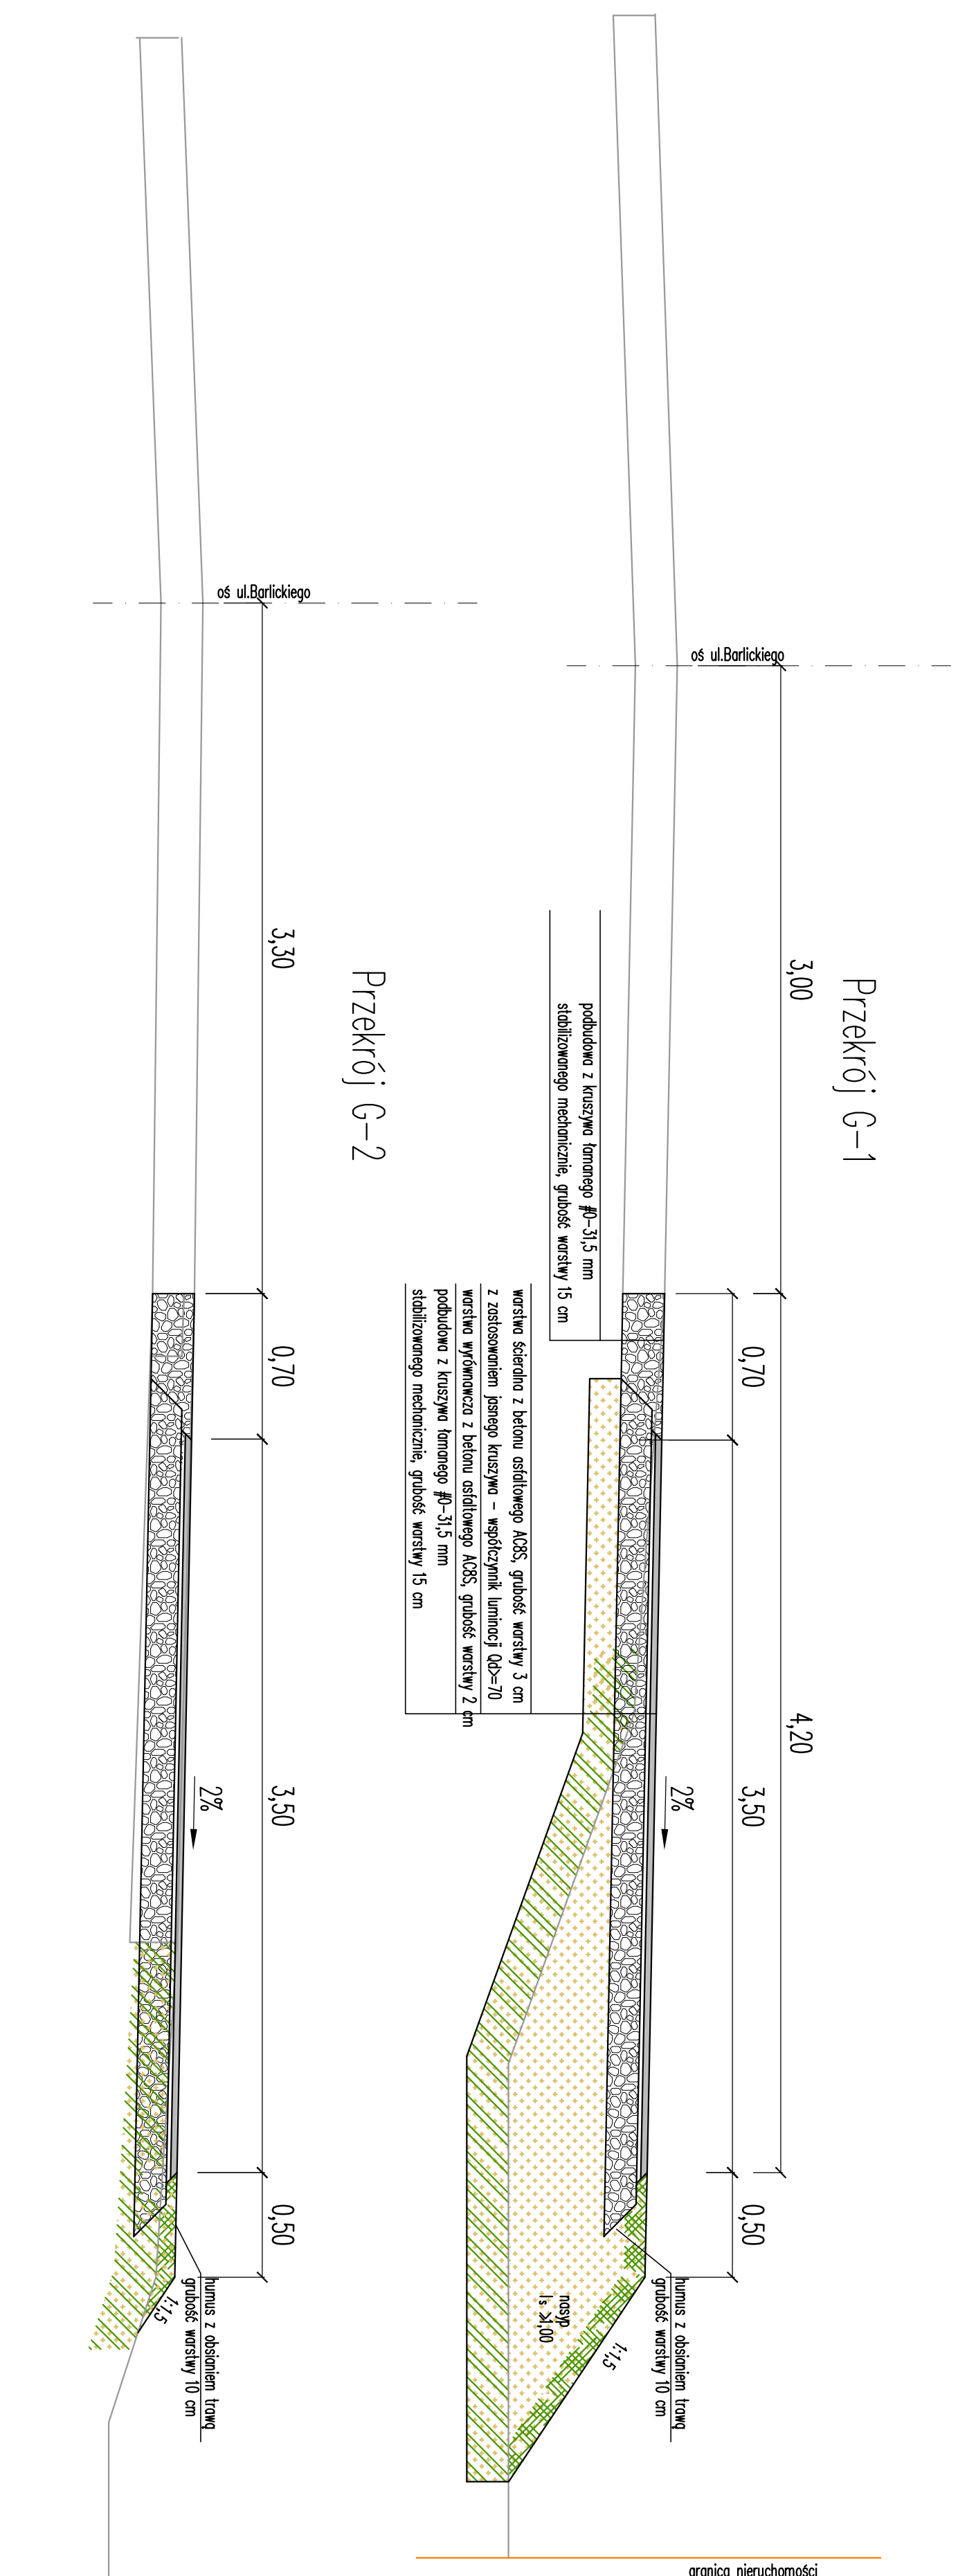 Przekrój G-1
3,00
4,20
0,70
3,50
0,50
oś ul.Barlickiego
2%
humus z obsianiem trawą
grubość warstwy 10 cm
1:1,5
nasyp
Is >1,00
granica nieruchomości
podbudowa z kruszywa łamanego #0-31,5 mm
stabilizowanego mechanicznie, grubość warstwy 15 cm
warstwa ścieralna z betonu asfaltowego AC8S, grubość warstwy 3 cm
z zastosowaniem jasnego kruszywa - współczynnik luminacji Qd>=70
warstwa wyrównawcza z betonu asfaltowego AC8S, grubość warstwy 2 cm
podbudowa z kruszywa łamanego #0-31,5 mm
stabilizowanego mechanicznie, grubość warstwy 15 cm
Przekrój G-2
3,30
0,70
3,50
0,50
oś ul.Barlickiego
2%
humus z obsianiem trawą
grubość warstwy 10 cm
1:1,5